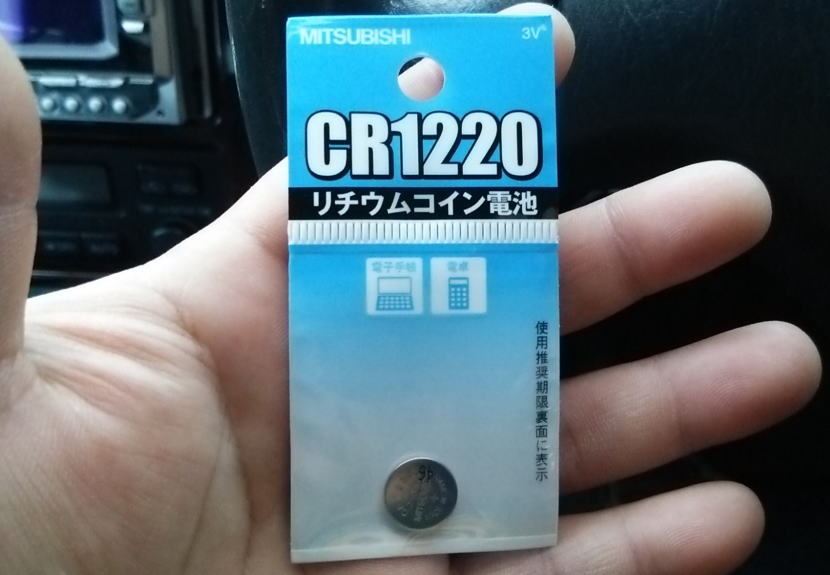 MITSUBISHI
3V
CR1220
リチウムコイン電池
電子手帳
電卓
使用推奨期限裏面に表示
9P